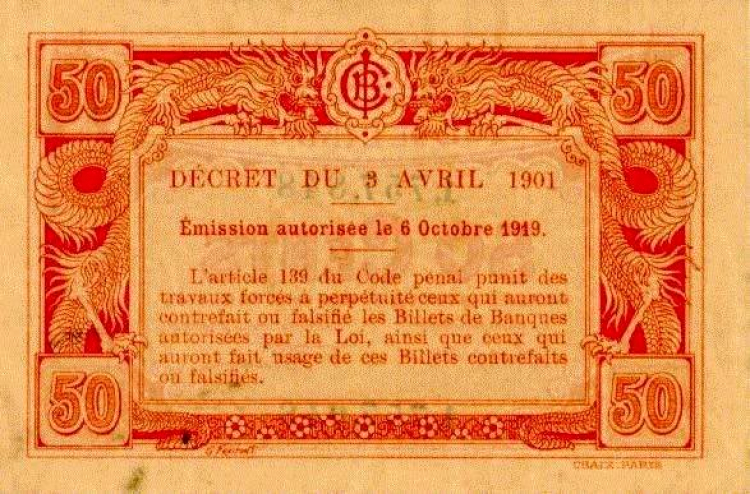 50 BIC 50
DÉCRET DU 3 AVRIL 1901
Émission autorisée le 6 Octobre 1919.
L'article 139 du Code pénal punit des
travaux forcés à perpétuité ceux qui auront
contrefait ou falsifié les Billets de Banques
autorisées par la Loi, ainsi que ceux qui
auront fait usage de ces Billets contrefaits
ou falsifiés.
50 50
CHAIX PARIS